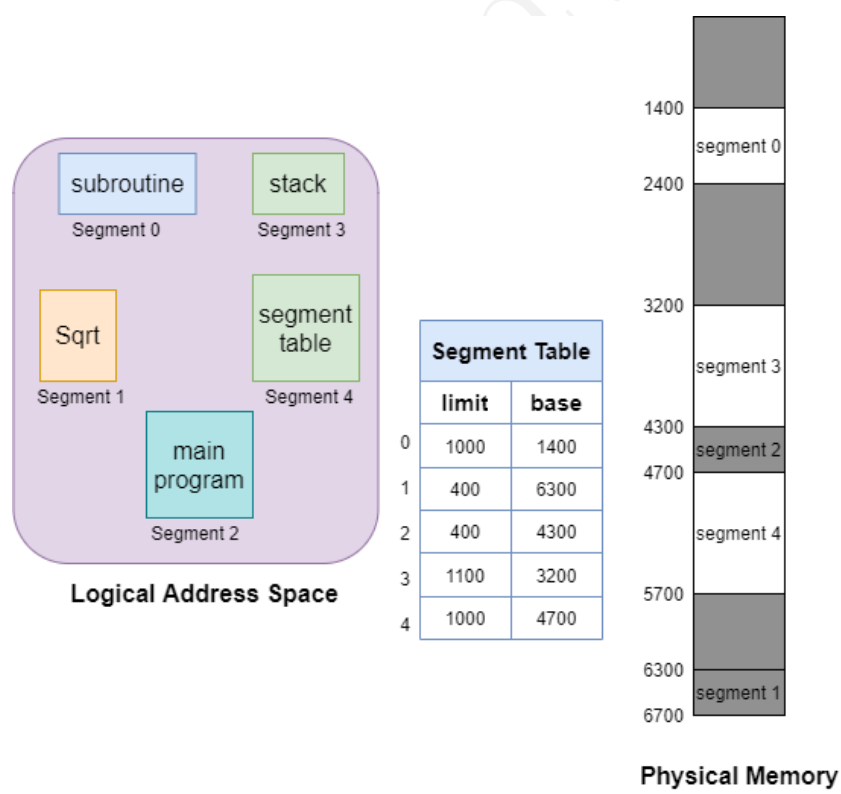 subroutine
Segment 0
stack
Segment 3
Sqrt
Segment 1
segment
table
Segment 4
main
program
Segment 2
Logical Address Space
Segment Table
limit base
0 1000 1400
1 400 6300
2 400 4300
3 1100 3200
4 1000 4700
1400
segment 0
2400
3200
segment 3
4300
segment 2
4700
segment 4
5700
6300
segment 1
6700
Physical Memory